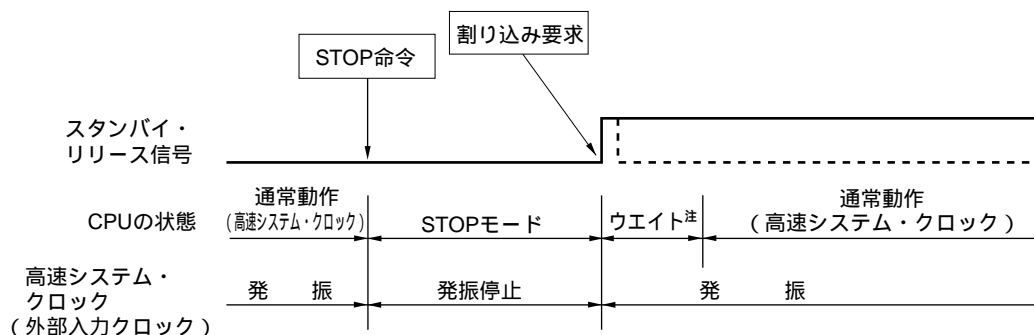 割り込み要求
STOP命令
スタンバイ・
リリース信号
通常動作
(高速システム・クロック)
通常動作
CPUの状態
STOPモード
ウエイト注
(高速システム・クロック)
高速システム・
クロック
(外部入力クロック)
発 振
発振停止
発 振